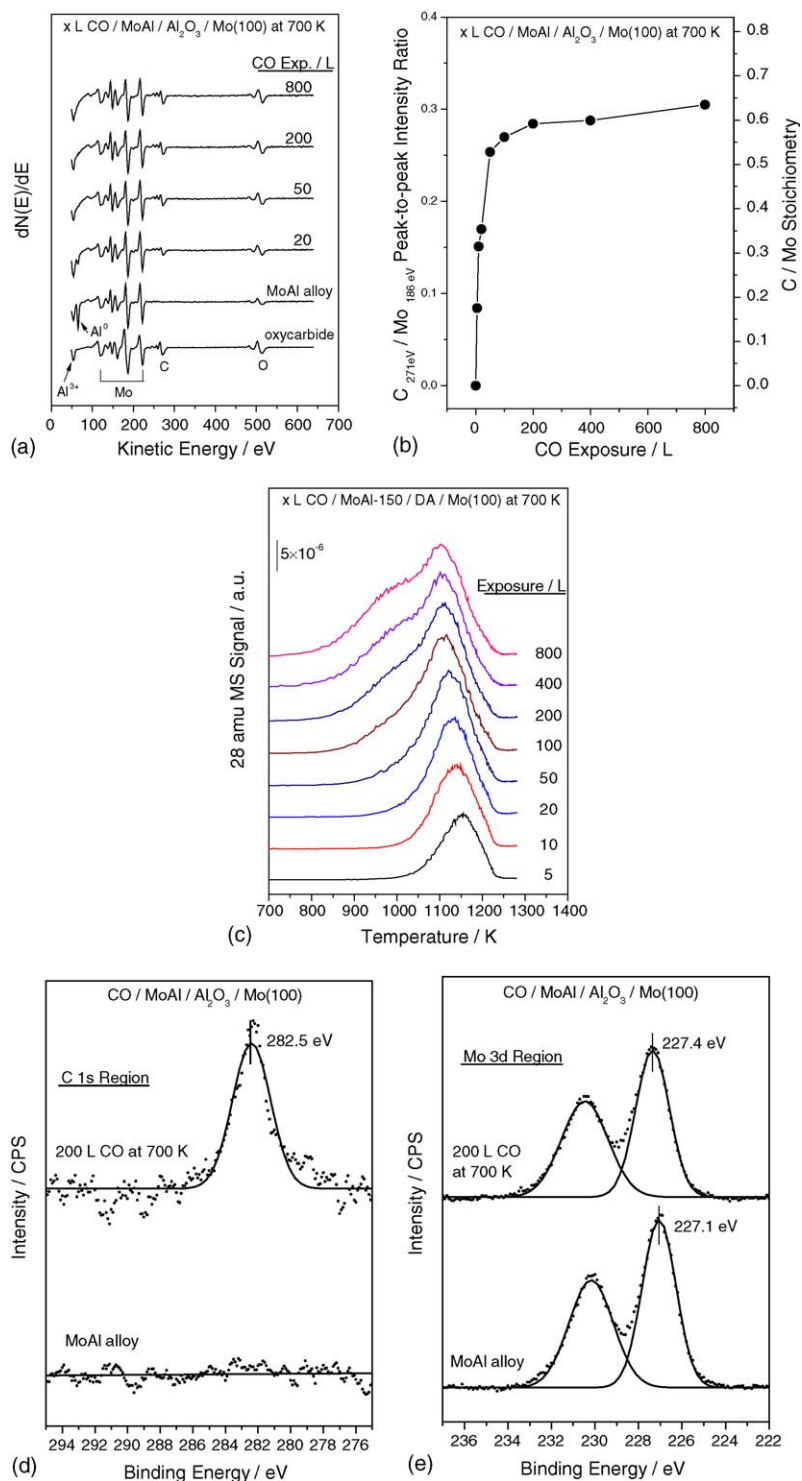 x L CO / MoAl / Al₂O₃ / Mo(100) at 700 K
CO Exp. / L
800
200
50
20
MoAl alloy
Al⁰
oxycarbide
Al³⁺
Mo
C
O
dN(E)/dE
0 100 200 300 400 500 600 700
Kinetic Energy / eV
(a)
x L CO / MoAl / Al₂O₃ / Mo(100) at 700 K
C 271eV / Mo 186 eV Peak-to-peak Intensity Ratio
0.4
0.3
0.2
0.1
0.0
C / Mo Stoichiometry
0.8
0.7
0.6
0.5
0.4
0.3
0.2
0.1
0.0
0 200 400 600 800
CO Exposure / L
(b)
x L CO / MoAl-150 / DA / Mo(100) at 700 K
5×10⁻⁶
Exposure / L
800
400
200
100
50
20
10
5
28 amu MS Signal / a.u.
700 800 900 1000 1100 1200 1300 1400
Temperature / K
(c)
CO / MoAl / Al₂O₃ / Mo(100)
282.5 eV
C 1s Region
200 L CO at 700 K
MoAl alloy
Intensity / CPS
294 292 290 288 286 284 282 280 278 276
Binding Energy / eV
(d)
CO / MoAl / Al₂O₃ / Mo(100)
227.4 eV
Mo 3d Region
200 L CO
at 700 K
227.1 eV
MoAl alloy
Intensity / CPS
236 234 232 230 228 226 224 222
Binding Energy / eV
(e)